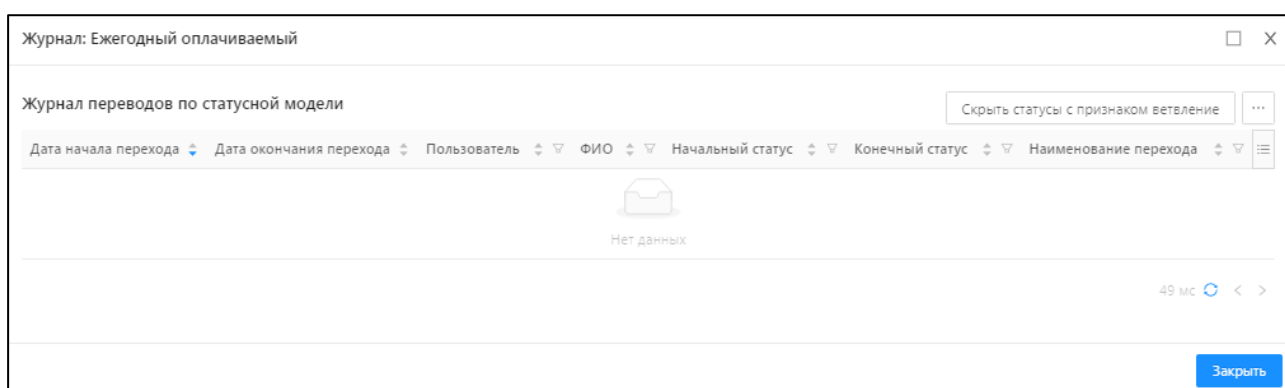 Журнал: Ежегодный оплачиваемый
Журнал переводов по статусной модели
Скрыть статусы с признаком ветвление ...
Дата начала перехода Дата окончания перехода Пользователь ФИО Начальный статус Конечный статус Наименование перехода
Нет данных
49 мс
Закрыть